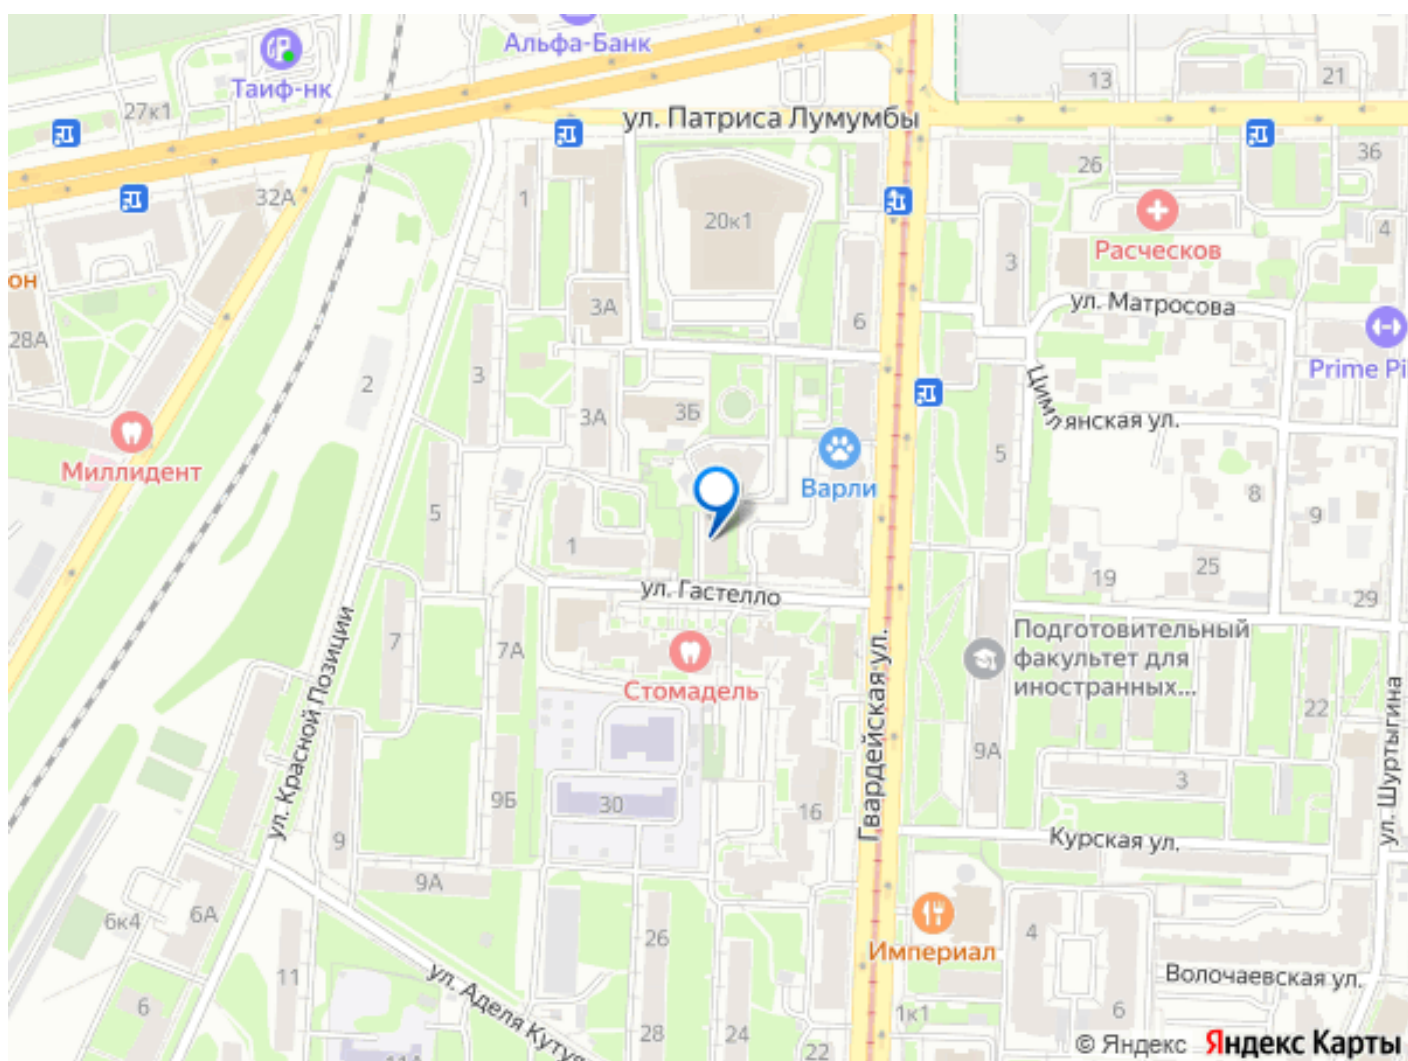 Альфа-Банк
Таиф-нк
13
21
27к1
ул. Патриса Лумумбы
26
36
32А
1
20к1
Расческов
4
3
он
ул. Матросова
3А
6
28А
Prime Pi
2
3
Цимлянская ул.
3А
3Б
Миллидент
5
Варли
8
5
9
1
19
25
ул. Гастелло
29
7
7А
Подготовительный
факультет для
иностранных...
Стомадель
Гвардейская ул.
ул. Красной Позиции
22
ул. Шуртыгина
9А
3
9Б
30
16
9
Курская ул.
9А
6А
6к4
26
4
Империал
11
ул. Аделя Куту
Волочаевская ул.
6
1к1
6
28
24
22
11А
© Яндекс Яндекс Карты